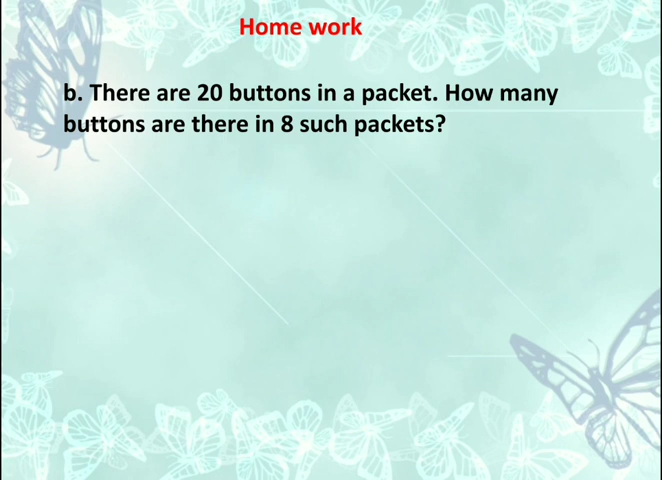 Home work
b. There are 20 buttons in a packet. How many
buttons are there in 8 such packets?